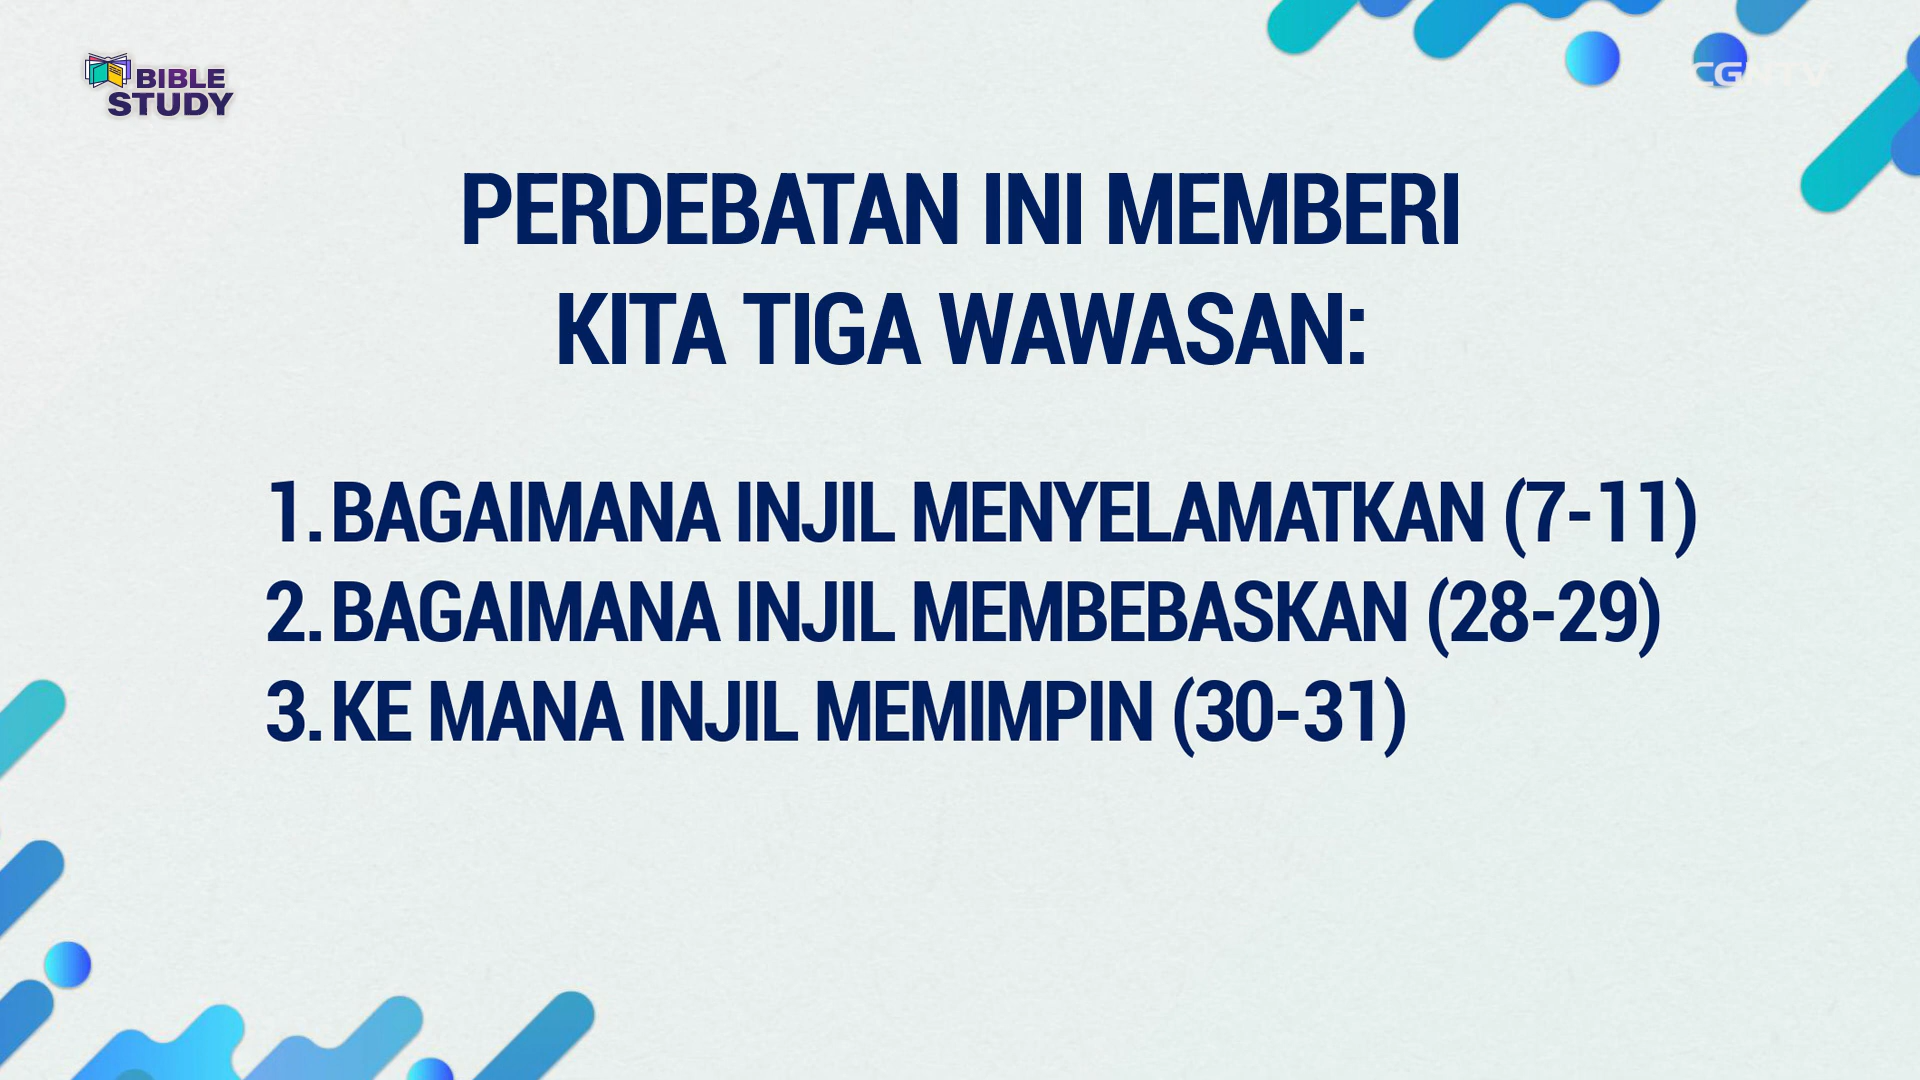 BIBLE
STUDY
CGNTV
PERDEBATAN INI MEMBERI
KITA TIGA WAWASAN:
1. BAGAIMANA INJIL MENYELAMATKAN (7-11)
2. BAGAIMANA INJIL MEMBEBASKAN (28-29)
3. KE MANA INJIL MEMIMPIN (30-31)